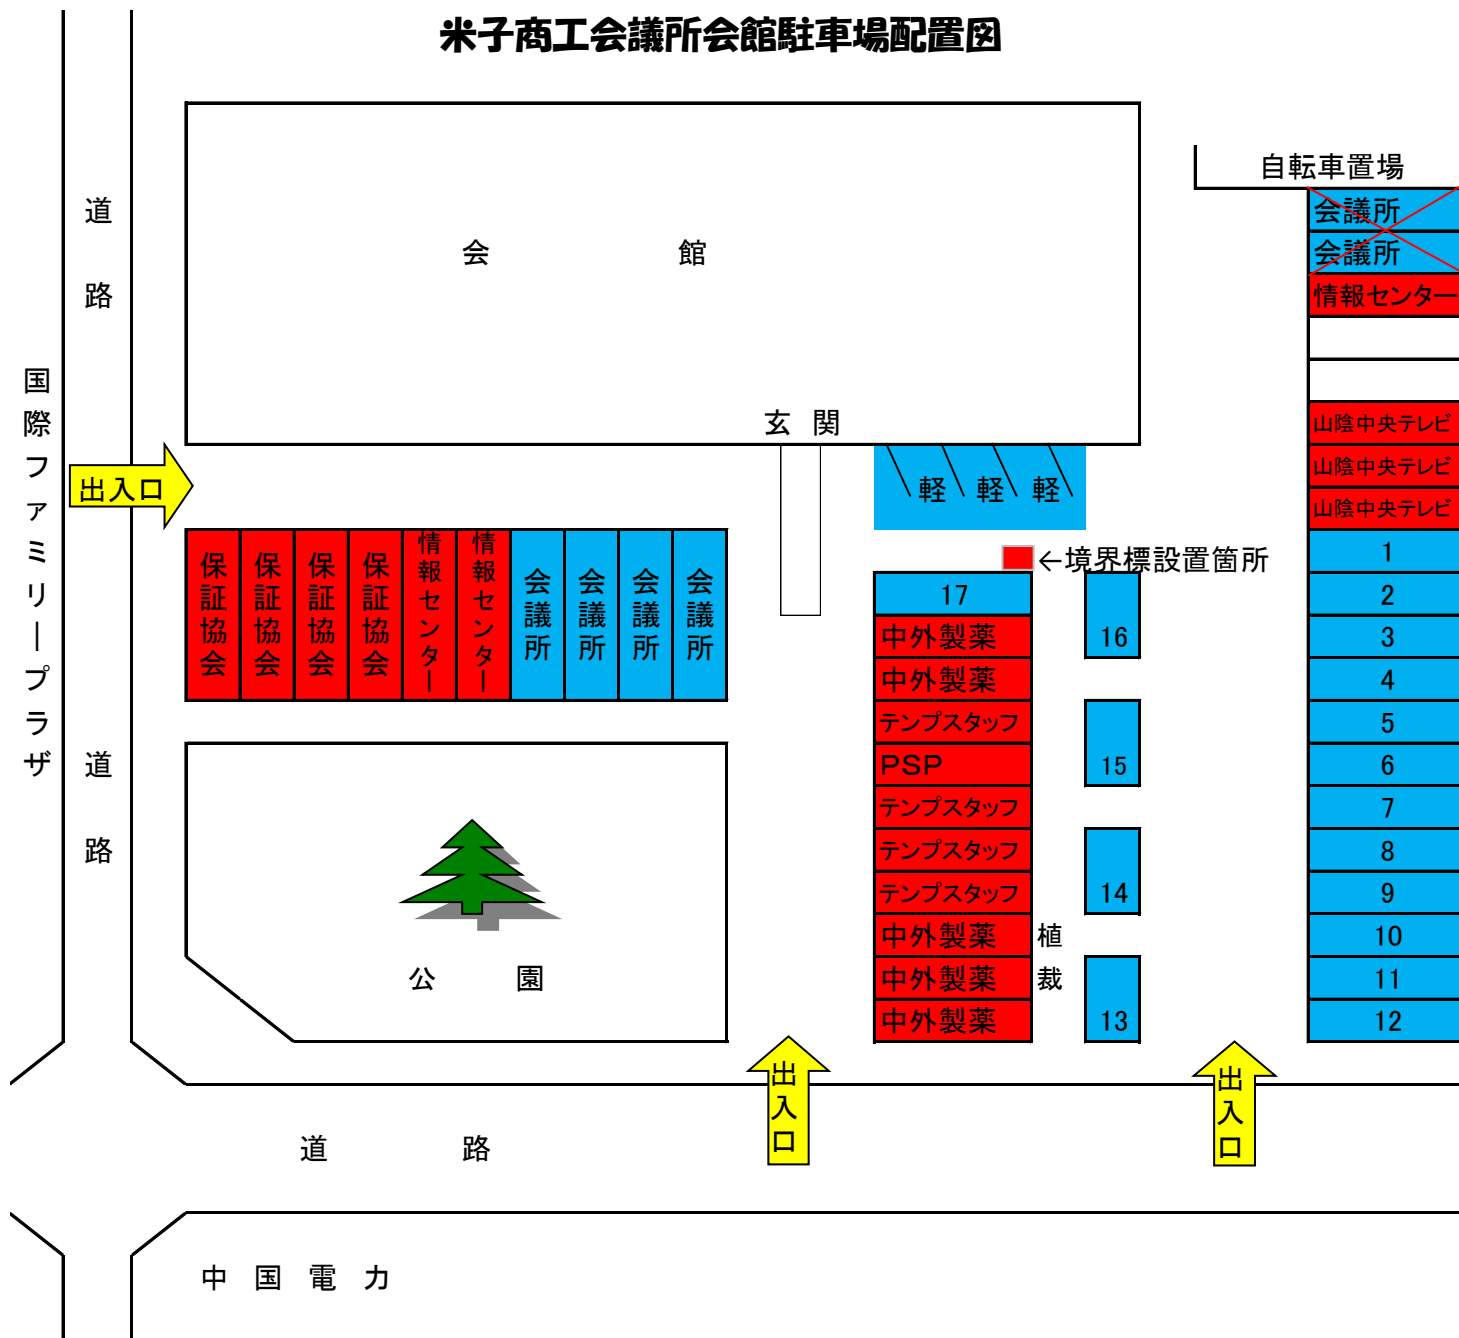 米子商工会議所会館駐車場配置図
自転車置場
会議所
会議所
情報センター
山陰中央テレビ
山陰中央テレビ
山陰中央テレビ
1
2
3
4
5
6
7
8
9
10
11
12
道路
会館
国際ファミリープラザ
玄関
出入口
軽
軽
軽
←境界標設置箇所
保証協会
保証協会
保証協会
保証協会
情報センター
情報センター
会議所
会議所
会議所
会議所
17
中外製薬
中外製薬
テンプスタッフ
PSP
テンプスタッフ
テンプスタッフ
テンプスタッフ
中外製薬
中外製薬
中外製薬
16
15
14
13
植裁
道路
公園
出入口
出入口
道路
中国電力